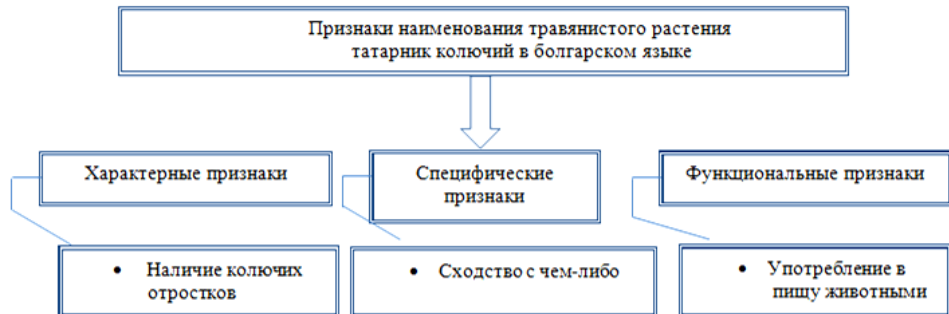 Признаки наименования травянистого растения
татарник колючий в болгарском языке
Характерные признаки
Специфические
признаки
Функциональные признаки
• Наличие колючих
отростков
• Сходство с чем-либо
• Употребление в
пищу животными